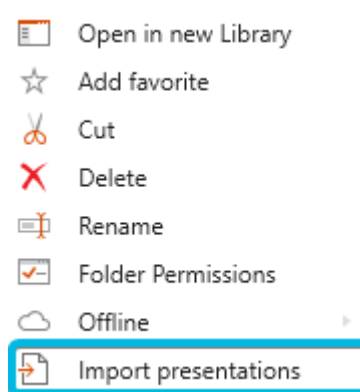 Open in new Library
Add favorite
Cut
Delete
Rename
Folder Permissions
Offline
Import presentations